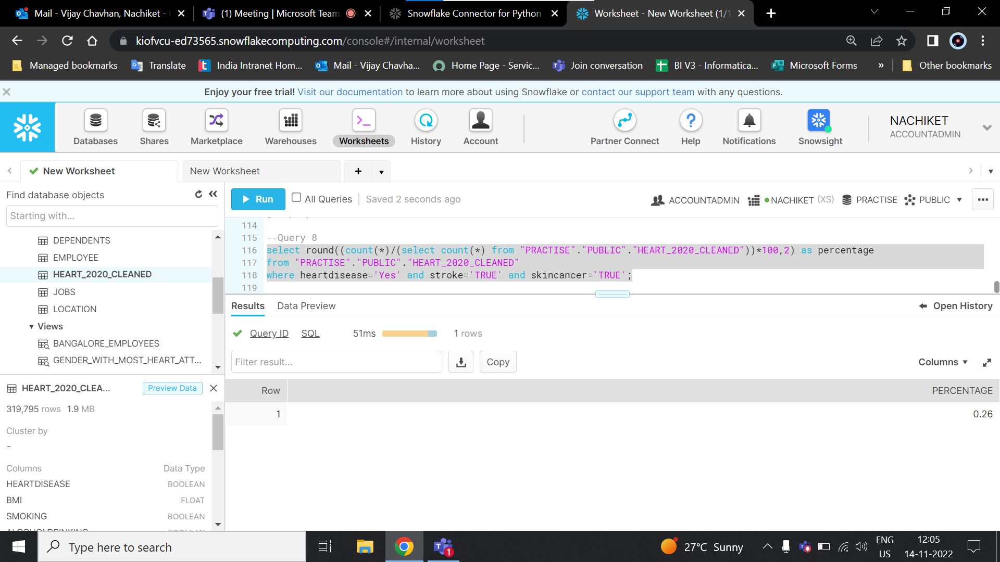 Mail - Vijay Chavhan, Nachiket -
(1) Meeting | Microsoft Team
Snowflake Connector for Python
Worksheet - New Worksheet (1/1
kiofvcu-ed73565.snowflakecomputing.com/console#/internal/worksheet
Managed bookmarks
Translate
India Intranet Hom...
Mail - Vijay Chavha...
Home Page - Servic...
Join conversation
BI V3 - Informatica...
Microsoft Forms
»
Other bookmarks
Enjoy your free trial! Visit our documentation to learn more about using Snowflake or contact our support team with any questions.
Databases
Shares
Marketplace
Warehouses
Worksheets
History
Account
Partner Connect
Help
Notifications
Snowsight
NACHIKET
ACCOUNTADMIN
New Worksheet
New Worksheet
Find database objects
Starting with...
Run
All Queries
Saved 2 seconds ago
ACCOUNTADMIN
NACHIKET (XS)
PRACTISE
PUBLIC
DEPENDENTS
EMPLOYEE
HEART_2020_CLEANED
JOBS
LOCATION
Views
BANGALORE_EMPLOYEES
GENDER_WITH_MOST_HEART_ATT...
114
115 --Query 8
116 select round((count(*)/(select count(*) from "PRACTISE"."PUBLIC"."HEART_2020_CLEANED"))*100,2) as percentage
117 from "PRACTISE"."PUBLIC"."HEART_2020_CLEANED"
118 where heartdisease='Yes' and stroke='TRUE' and skincancer='TRUE';
119
Results
Data Preview
Open History
Query ID
SQL
51ms
1 rows
Filter result...
Copy
Columns
Row
PERCENTAGE
1
0.26
HEART_2020_CLEA...
Preview Data
319,795 rows 1.9 MB
Cluster by
-
Columns
Data Type
HEARTDISEASE
BOOLEAN
BMI
FLOAT
SMOKING
BOOLEAN
Type here to search
1
27°C Sunny
ENG
US
12:05
14-11-2022